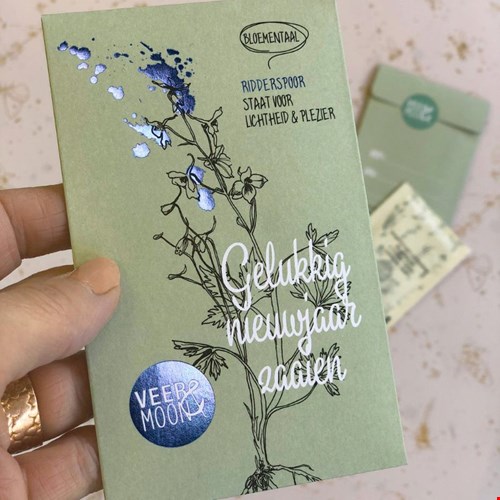 BLOEMENTAAL
RIDDERSPOOR
STAAT VOOR
LICHTHEID & PLEZIER
Gelukkig
nieuwjaar
zaaien
VEER&
MOON